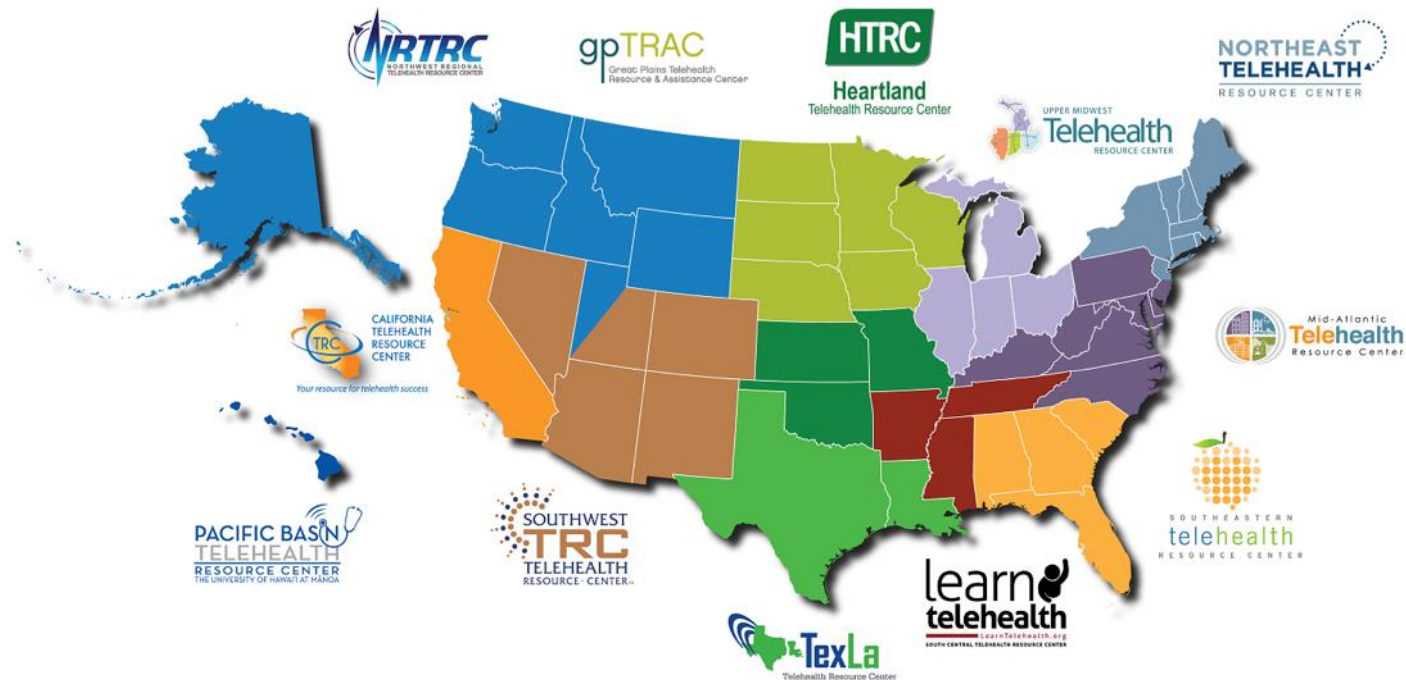 NRTRC
NORTHWEST REGIONAL
TELEHEALTH RESOURCE CENTER
gpTRAC
Great Plains Telehealth
Resource & Assistance Center
HTRC
Heartland
Telehealth Resource Center
UPPER MIDWEST
Telehealth
RESOURCE CENTER
NORTHEAST
TELEHEALTH
RESOURCE CENTER
TRC
CALIFORNIA
TELEHEALTH
RESOURCE
CENTER
Your resource for telehealth success
Mid-Atlantic
Telehealth
Resource Center
PACIFIC BASIN
TELEHEALTH
RESOURCE CENTER
THE UNIVERSITY OF HAWAI'I AT MĀNOA
SOUTHWEST
TRC
TELEHEALTH
RESOURCE · CENTER
SOUTHEASTERN
telehealth
RESOURCE CENTER
learn
telehealth
LearnTelehealth.org
SOUTH CENTRAL TELEHEALTH RESOURCE CENTER
TexLa
Telehealth Resource Center